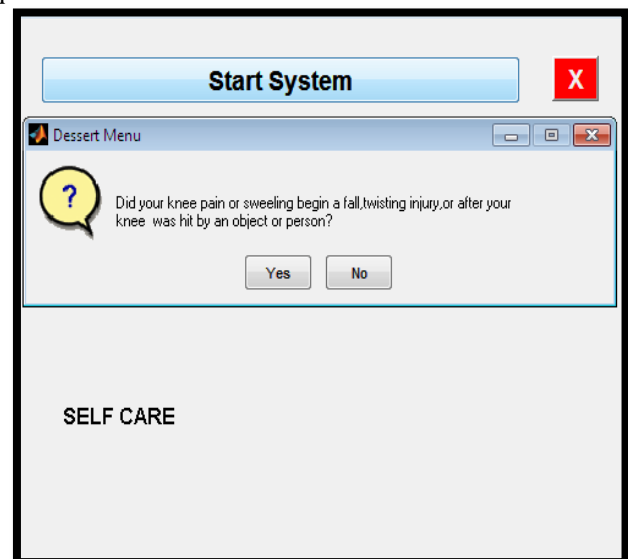 Start System
X
Dessert Menu
?
Did your knee pain or sweeling begin a fall,twisting injury,or after your
knee was hit by an object or person?
Yes
No
SELF CARE